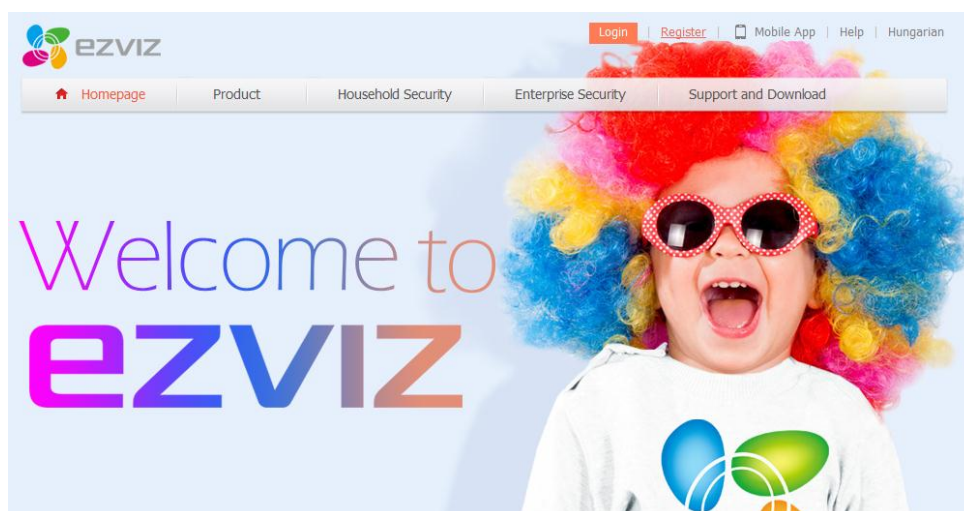 ezviz
Login | Register | Mobile App | Help | Hungarian
Homepage Product Household Security Enterprise Security Support and Download
Welcome to
ezviz